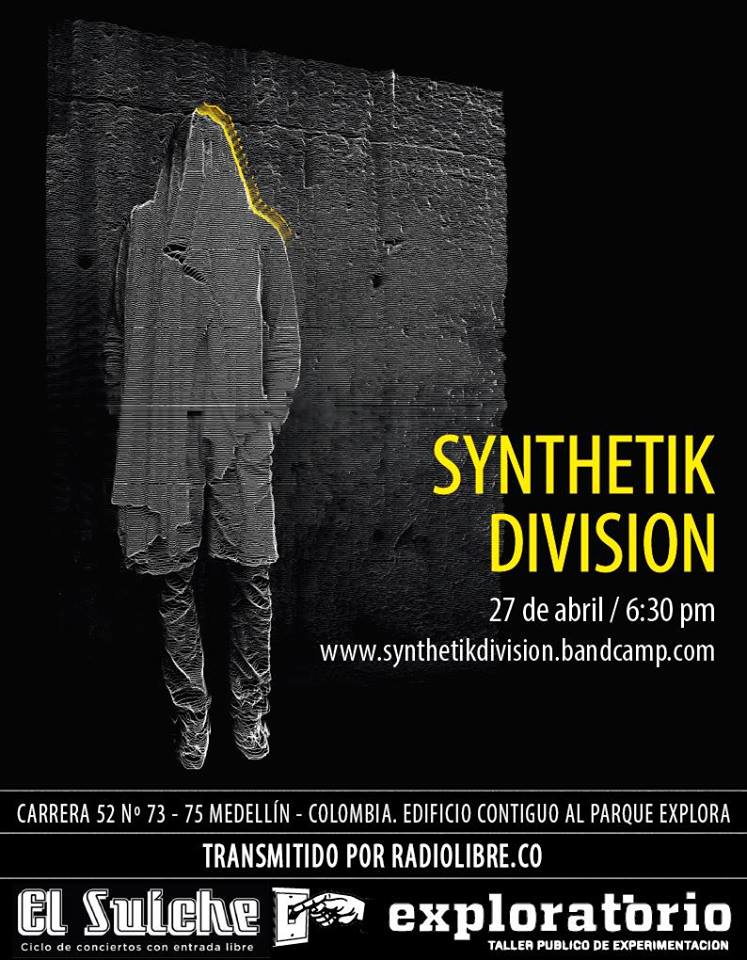 SYNTHETIK
DIVISION
27 de abril / 6:30 pm
www.synthetikdivision.bandcamp.com
CARRERA 52 Nº 73 - 75 MEDELLÍN - COLOMBIA. EDIFICIO CONTIGUO AL PARQUE EXPLORA
TRANSMITIDO POR RADIOLIBRE.CO
EL Suiche
Ciclo de conciertos con entrada libre
exploratorio
TALLER PUBLICO DE EXPERIMENTACION